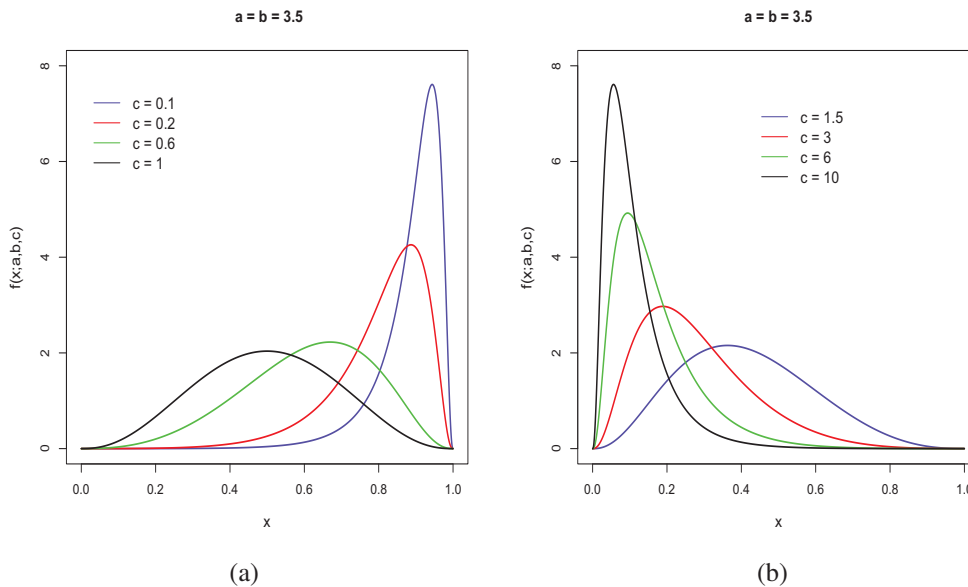 a = b = 3.5
f(x;a,b,c)
8
6
4
2
0
c = 0.1
c = 0.2
c = 0.6
c = 1
0.0 0.2 0.4 0.6 0.8 1.0
x
(a)
a = b = 3.5
f(x;a,b,c)
8
6
4
2
0
c = 1.5
c = 3
c = 6
c = 10
0.0 0.2 0.4 0.6 0.8 1.0
x
(b)